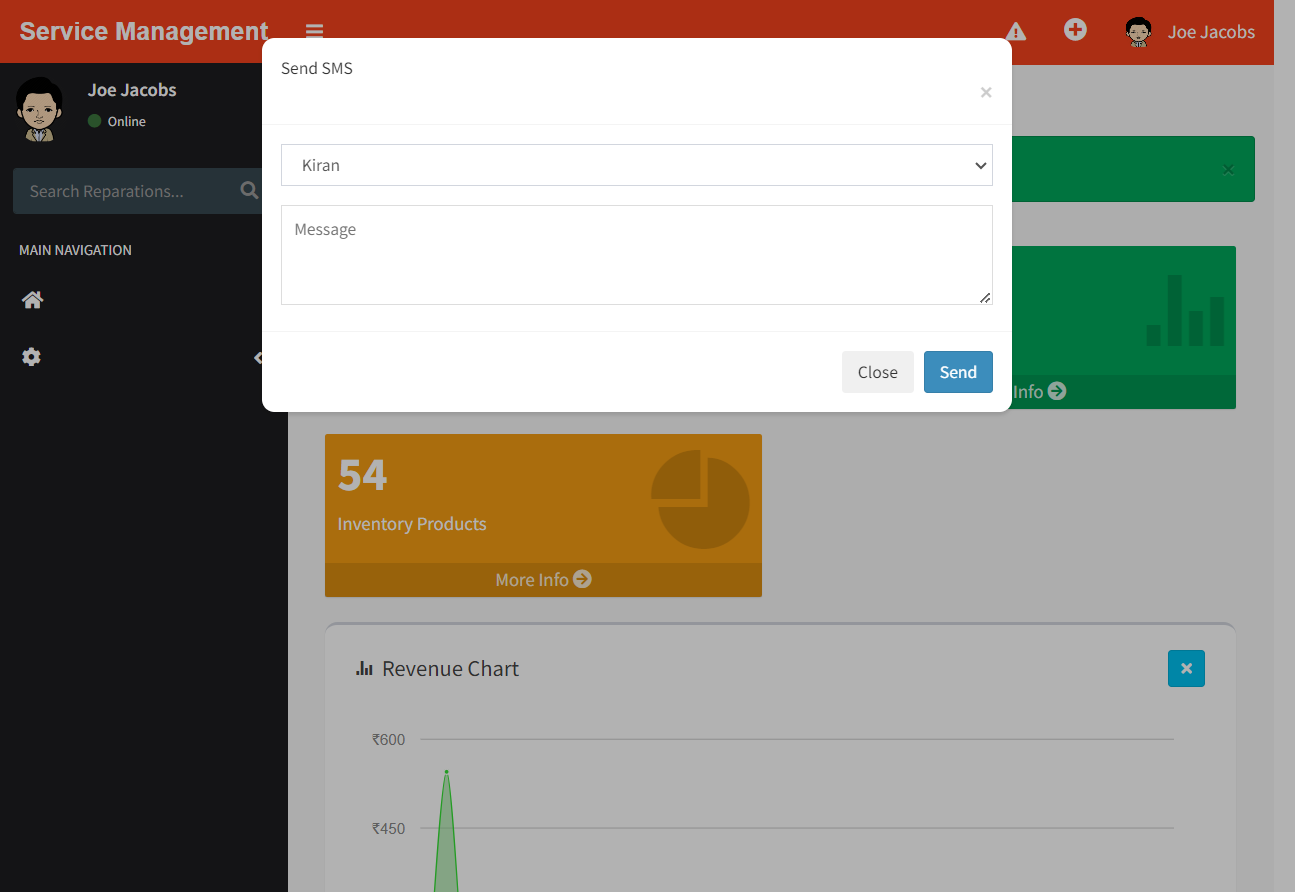 Service Management
Joe Jacobs
Joe Jacobs
Online
Search Reparations...
MAIN NAVIGATION
Send SMS
×
Kiran
Message
Close
Send
×
Info
54
Inventory Products
More Info
Revenue Chart
₹600
₹450